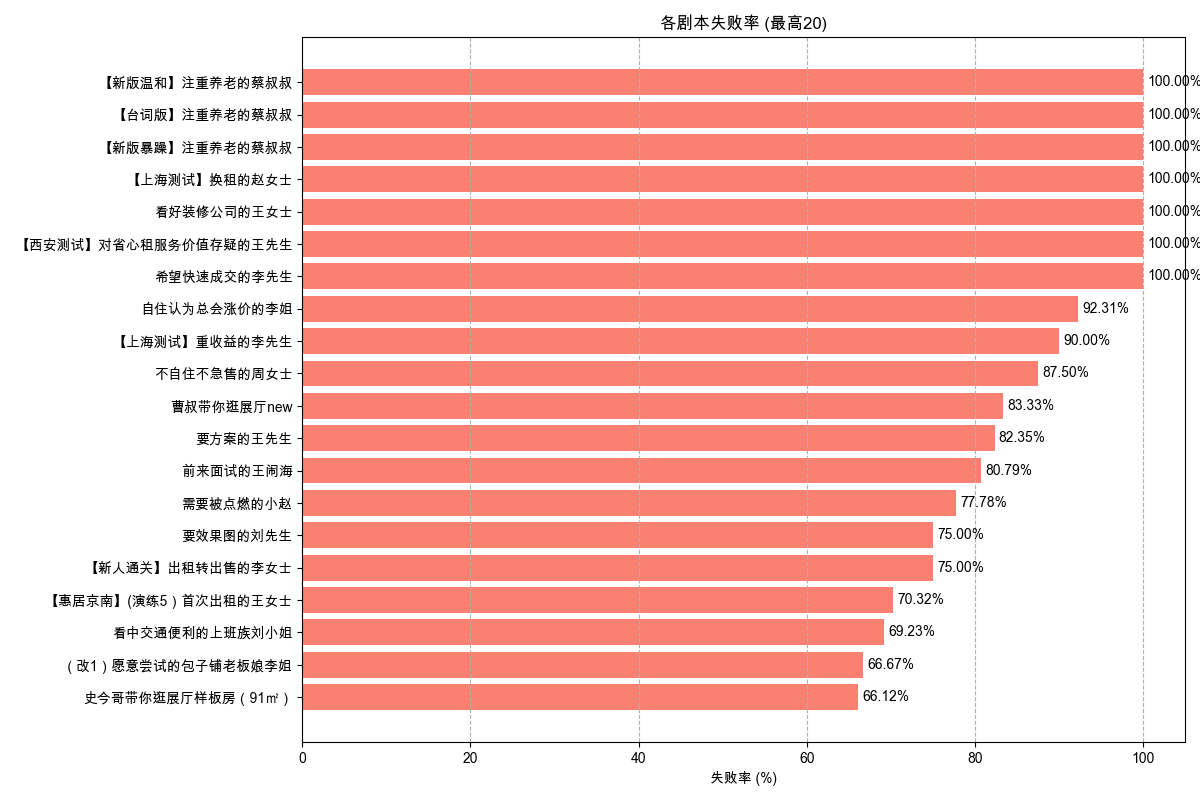 各剧本失败率 (最高20)
【新版温和】注重养老的蔡叔叔 100.00%
【台词版】注重养老的蔡叔叔 100.00%
【新版暴躁】注重养老的蔡叔叔 100.00%
【上海测试】换租的赵女士 100.00%
看好装修公司的王女士 100.00%
【西安测试】对省心租服务价值存疑的王先生 100.00%
希望快速成交的李先生 100.00%
自住认为总会涨价的李姐 92.31%
【上海测试】重收益的李先生 90.00%
不自住不急售的周女士 87.50%
曹叔带你逛展厅new 83.33%
要方案的王先生 82.35%
前来面试的王闹海 80.79%
需要被点燃的小赵 77.78%
要效果图的刘先生 75.00%
【新人通关】出租转出售的李女士 75.00%
【惠居京南】(演练5）首次出租的王女士 70.32%
看中交通便利的上班族刘小姐 69.23%
（改1）愿意尝试的包子铺老板娘李姐 66.67%
史今哥带你逛展厅样板房（91㎡） 66.12%
0 20 40 60 80 100
失败率 (%)